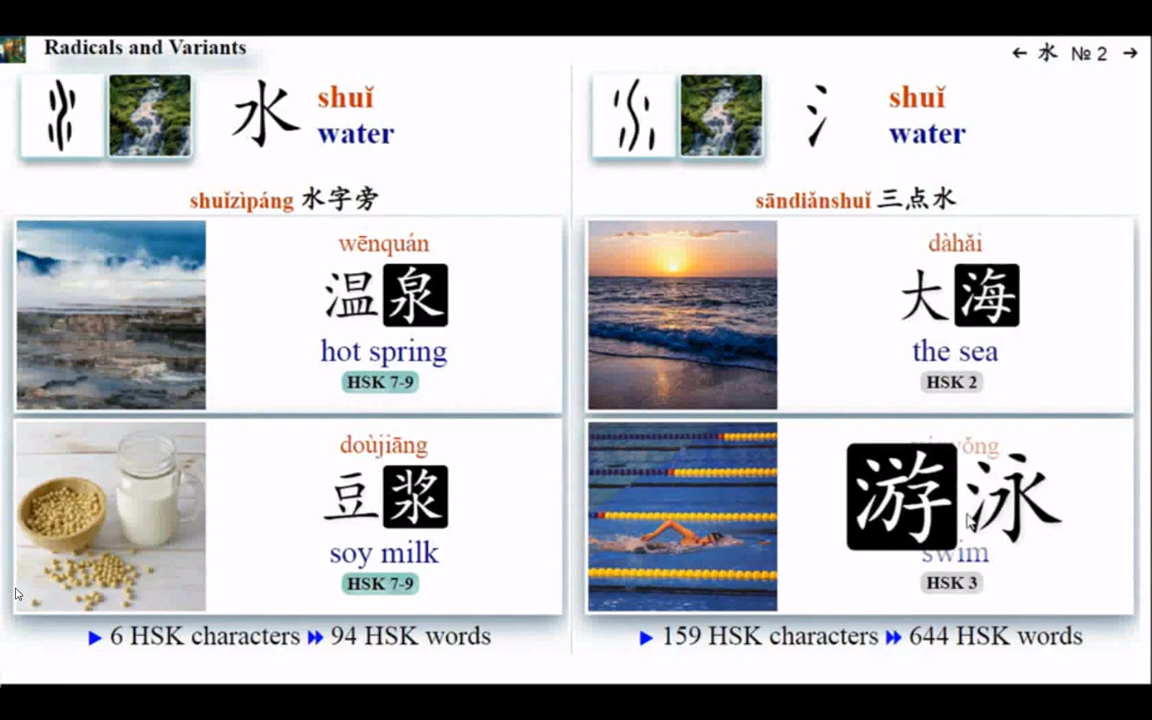 Radicals and Variants
← 水 № 2 →
水
shuǐ
water
shuǐzìpáng 水字旁
wēnquán
温泉
hot spring
HSK 7-9
doùjiāng
豆浆
soy milk
HSK 7-9
▶ 6 HSK characters ▶▶ 94 HSK words
氵
shuǐ
water
sāndiǎnshuǐ 三点水
dàhǎi
大海
the sea
HSK 2
游泳
swim
HSK 3
▶ 159 HSK characters ▶▶ 644 HSK words